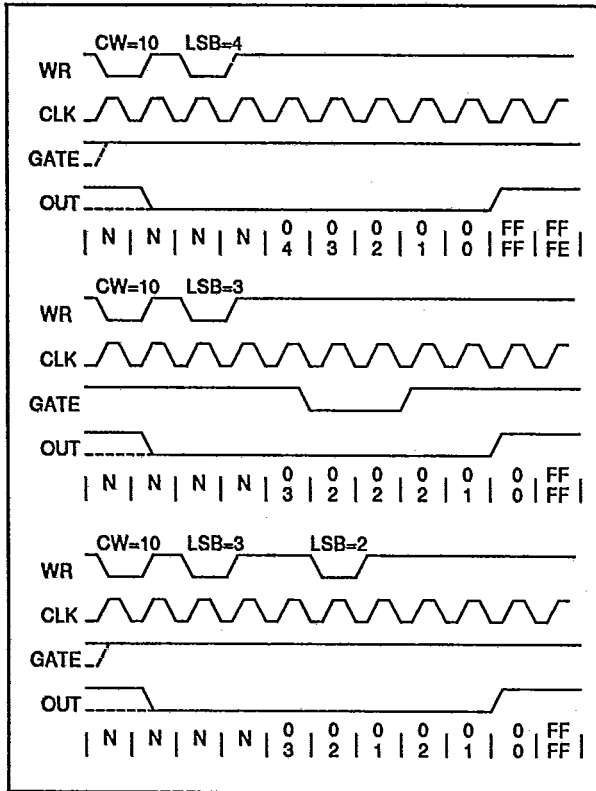 CW=10 LSB=4
WR
CLK
GATE
OUT
| N | N | N | N | 0 | 0 | 0 | 0 | 0 | FF | FF |
4 3 2 1 0 FF FE
CW=10 LSB=3
WR
CLK
GATE
OUT
| N | N | N | N | 0 | 0 | 0 | 0 | 0 | 0 | FF |
3 2 2 2 1 0 FF
CW=10 LSB=3 LSB=2
WR
CLK
GATE
OUT
| N | N | N | N | 0 | 0 | 0 | 0 | 0 | 0 | FF |
3 2 1 2 1 0 FF